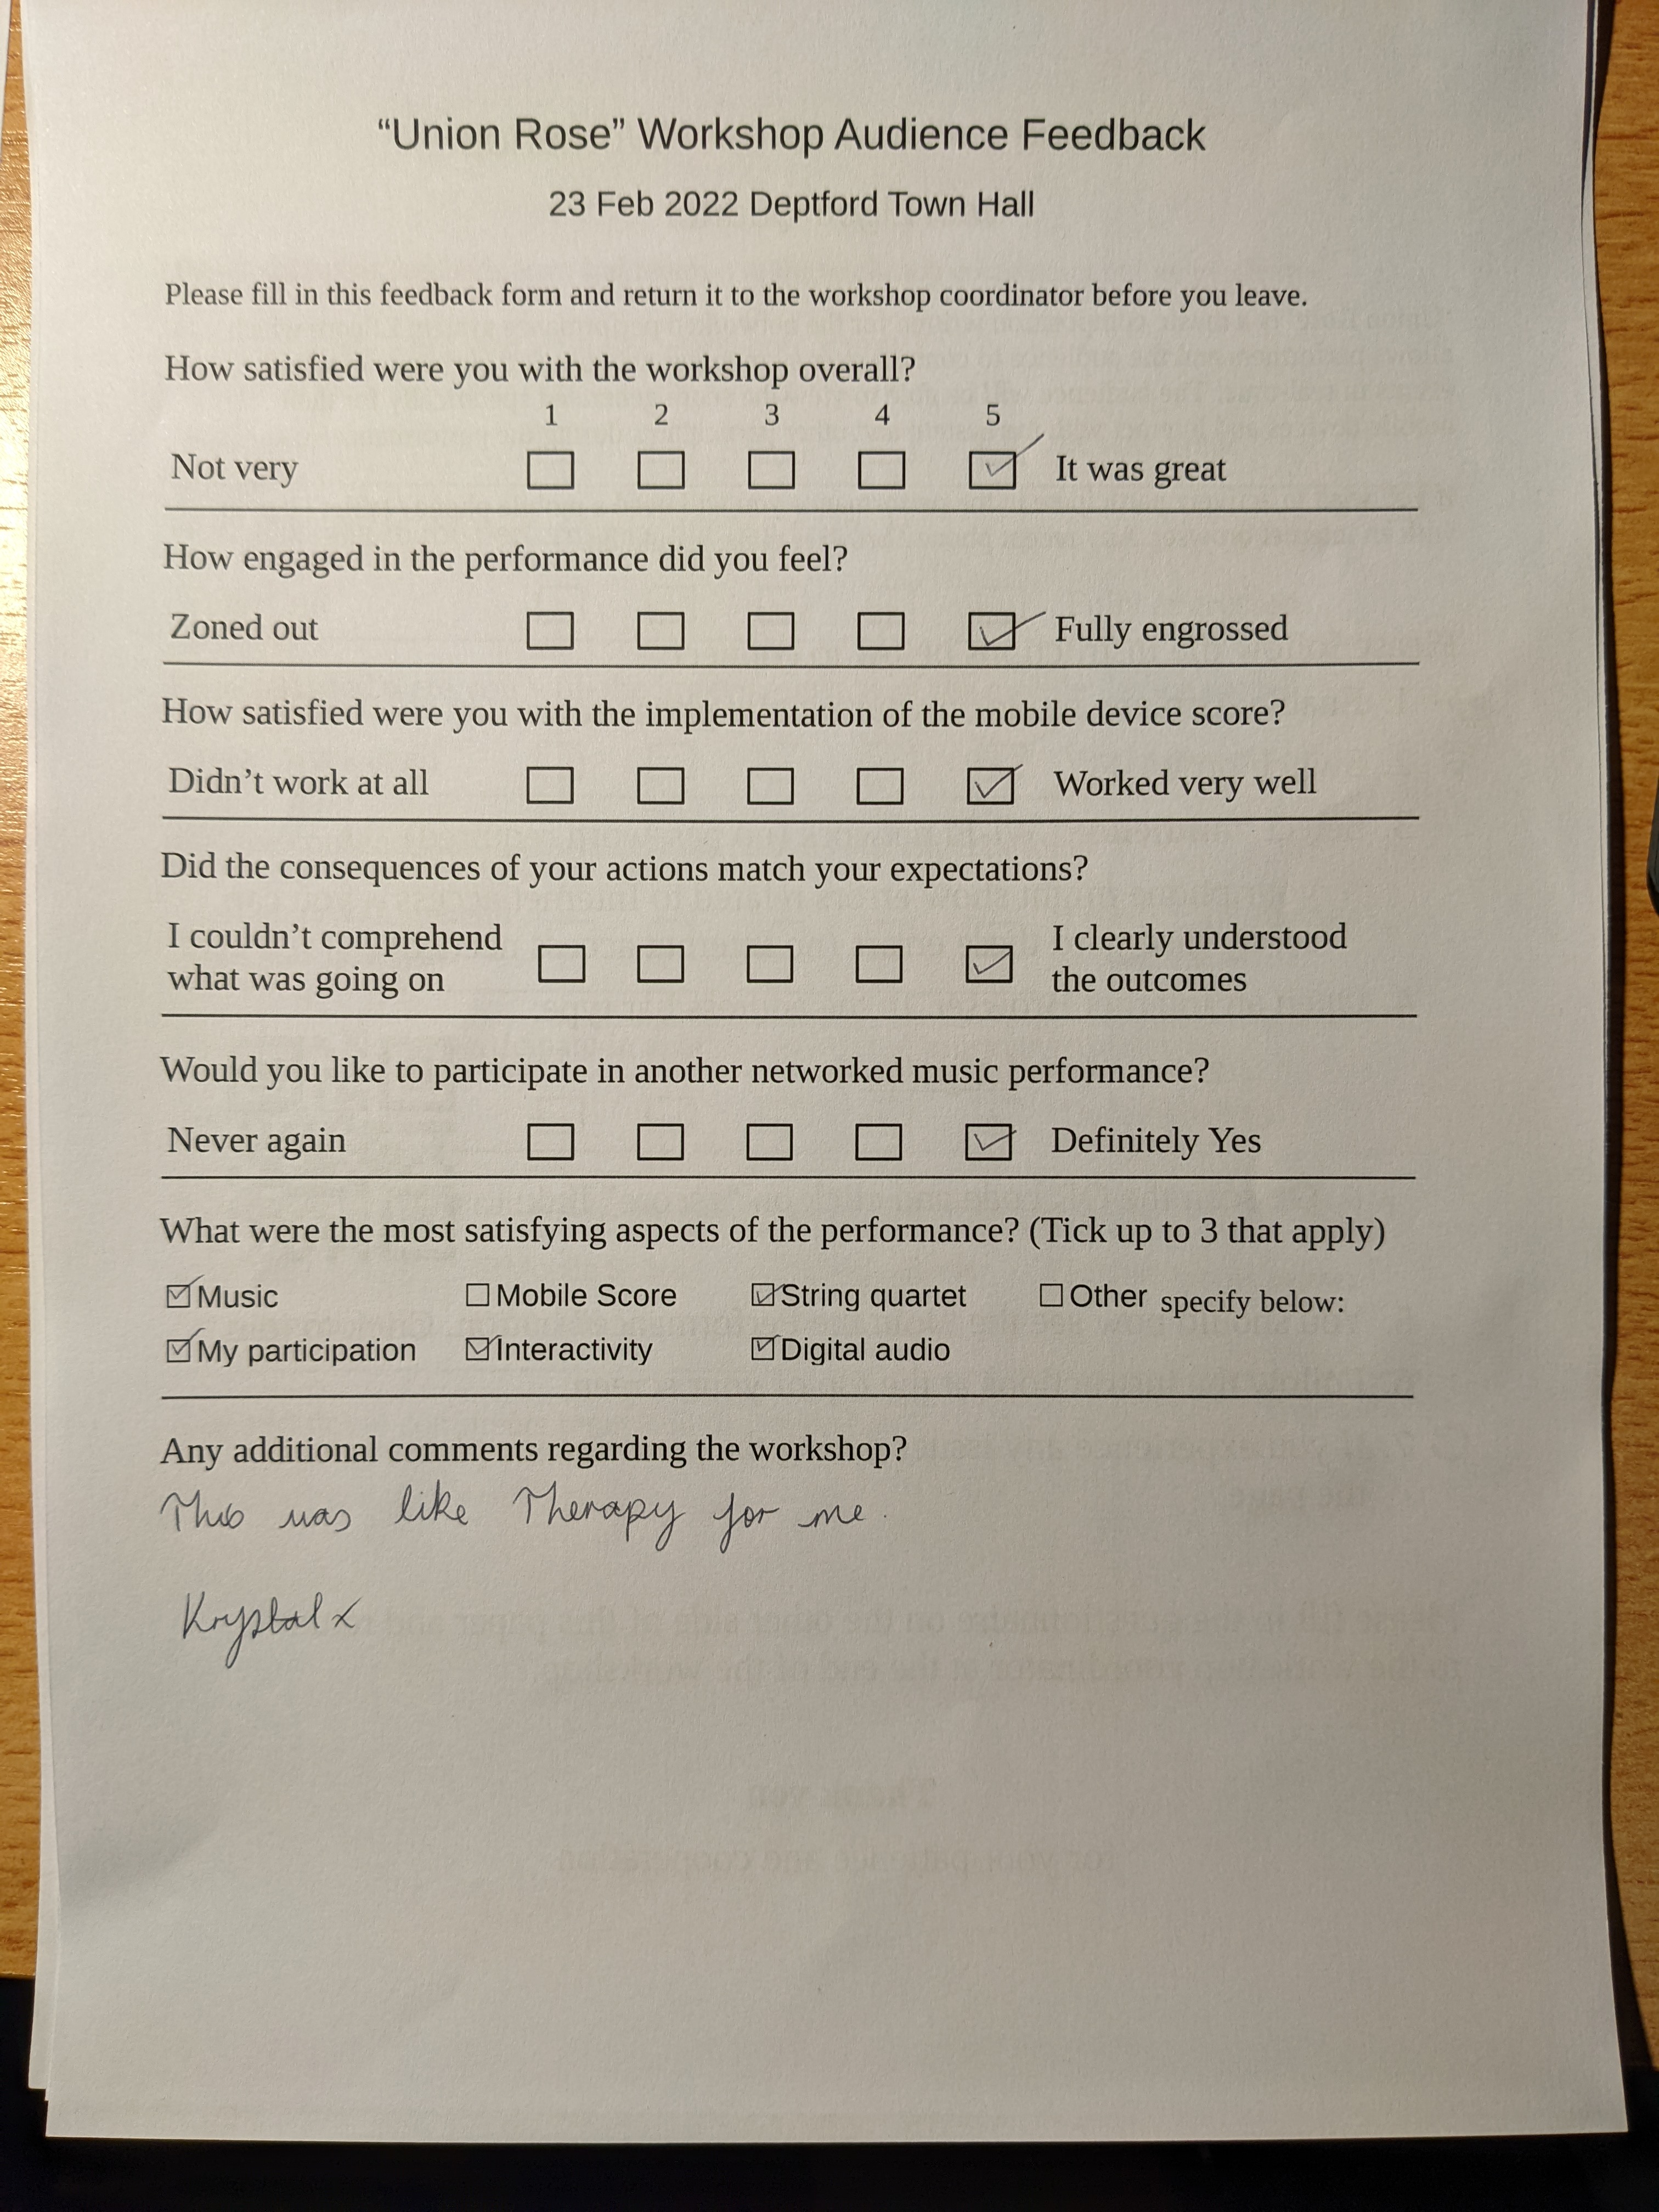 “Union Rose” Workshop Audience Feedback
23 Feb 2022 Deptford Town Hall
Please fill in this feedback form and return it to the workshop coordinator before you leave.
How satisfied were you with the workshop overall?
1 2 3 4 5
Not very It was great
How engaged in the performance did you feel?
Zoned out Fully engrossed
How satisfied were you with the implementation of the mobile device score?
Didn’t work at all Worked very well
Did the consequences of your actions match your expectations?
I couldn’t comprehend I clearly understood
what was going on the outcomes
Would you like to participate in another networked music performance?
Never again Definitely Yes
What were the most satisfying aspects of the performance? (Tick up to 3 that apply)
Music Mobile Score String quartet Other specify below:
My participation Interactivity Digital audio
Any additional comments regarding the workshop?
This was like Therapy for me.
Krystal x